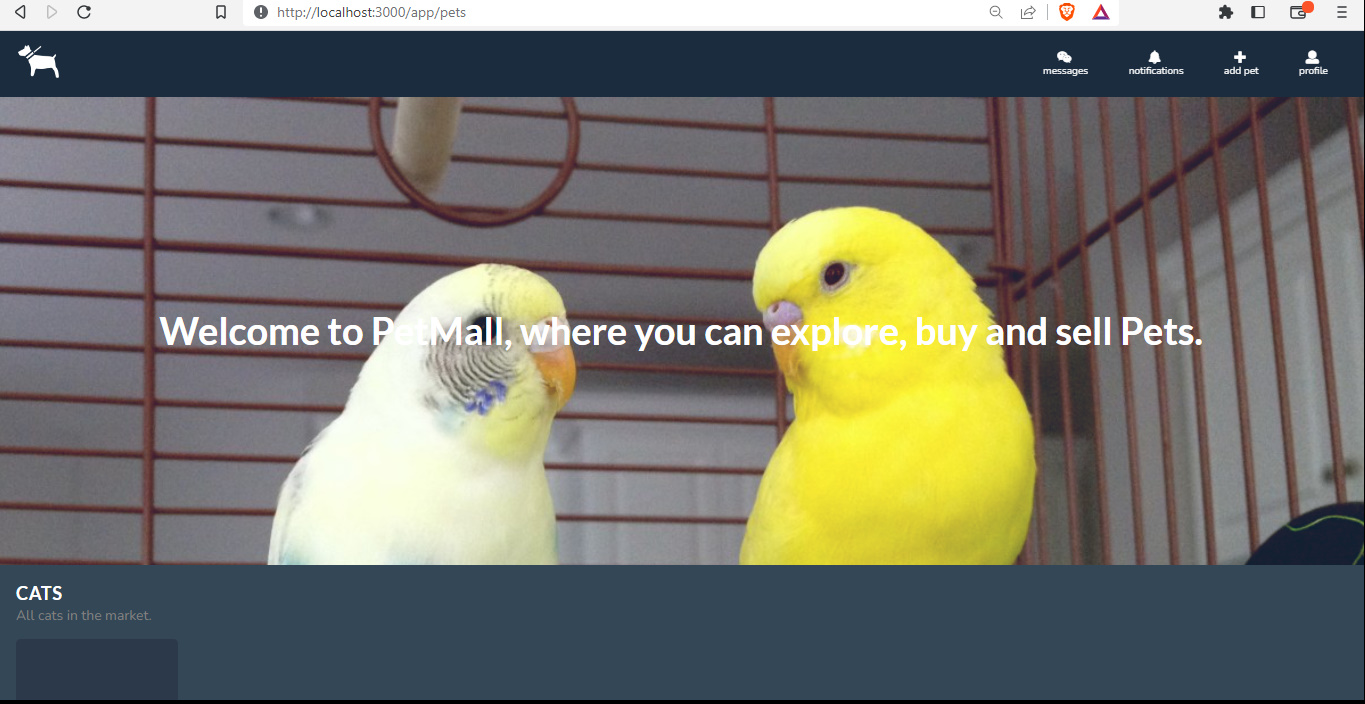 http://localhost:3000/app/pets
messages notifications add pet profile
Welcome to PetMall, where you can explore, buy and sell Pets.
CATS
All cats in the market.